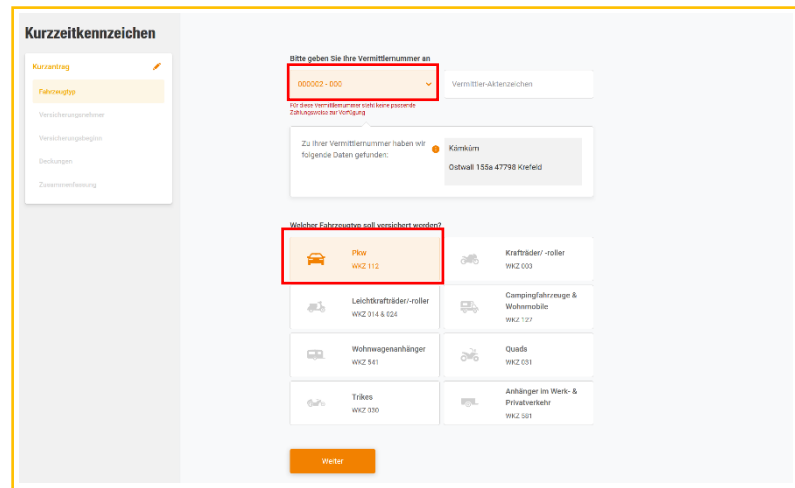 Kurzzeitkennzeichen
Kurzantrag
Fahrzeugtyp
Versicherungsnehmer
Versicherungsbeginn
Deckungen
Zusammenfassung
Bitte geben Sie Ihre Vermittlernummer an
000002 - 000
Vermittler-Aktenzeichen
Für diese Vermittlernummer steht keine passende
Zahlungsweise zur Verfügung
Zu Ihrer Vermittlernummer haben wir
folgende Daten gefunden:
Kämküm
Ostwall 155a 47798 Krefeld
Welcher Fahrzeugtyp soll versichert werden?
Pkw
WKZ 112
Krafträder/ -roller
WKZ 003
Leichtkrafträder/-roller
WKZ 014 & 024
Campingfahrzeuge &
Wohnmobile
WKZ 127
Wohnwagenanhänger
WKZ 541
Quads
WKZ 031
Trikes
WKZ 030
Anhänger im Werk- &
Privatverkehr
WKZ 581
Weiter